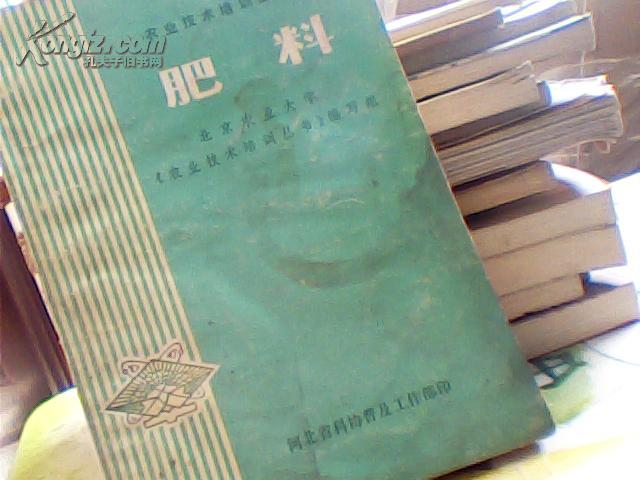 农业技术培训
Kongfz.com
孔夫子旧书网
肥料
北京农业大学
《农业技术培训丛书》编写组
河北省科协普及工作部印